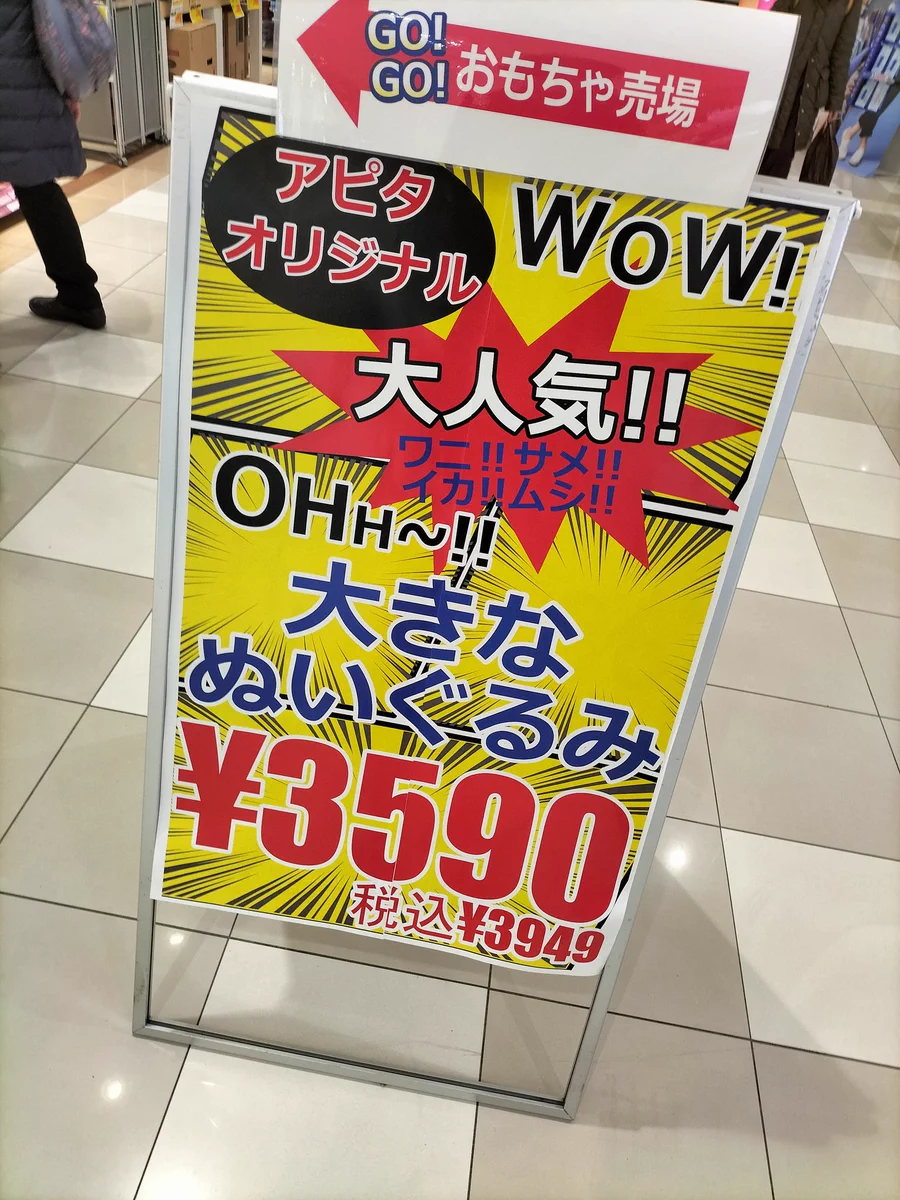 GO!
GO!
おもちゃ売場
アピタ
オリジナル
WOW!
大人気!!
ワニ!!サメ!!
イカ!!ムシ!!
OHH~!!
大きな
ぬいぐるみ
¥3590
税込¥3949